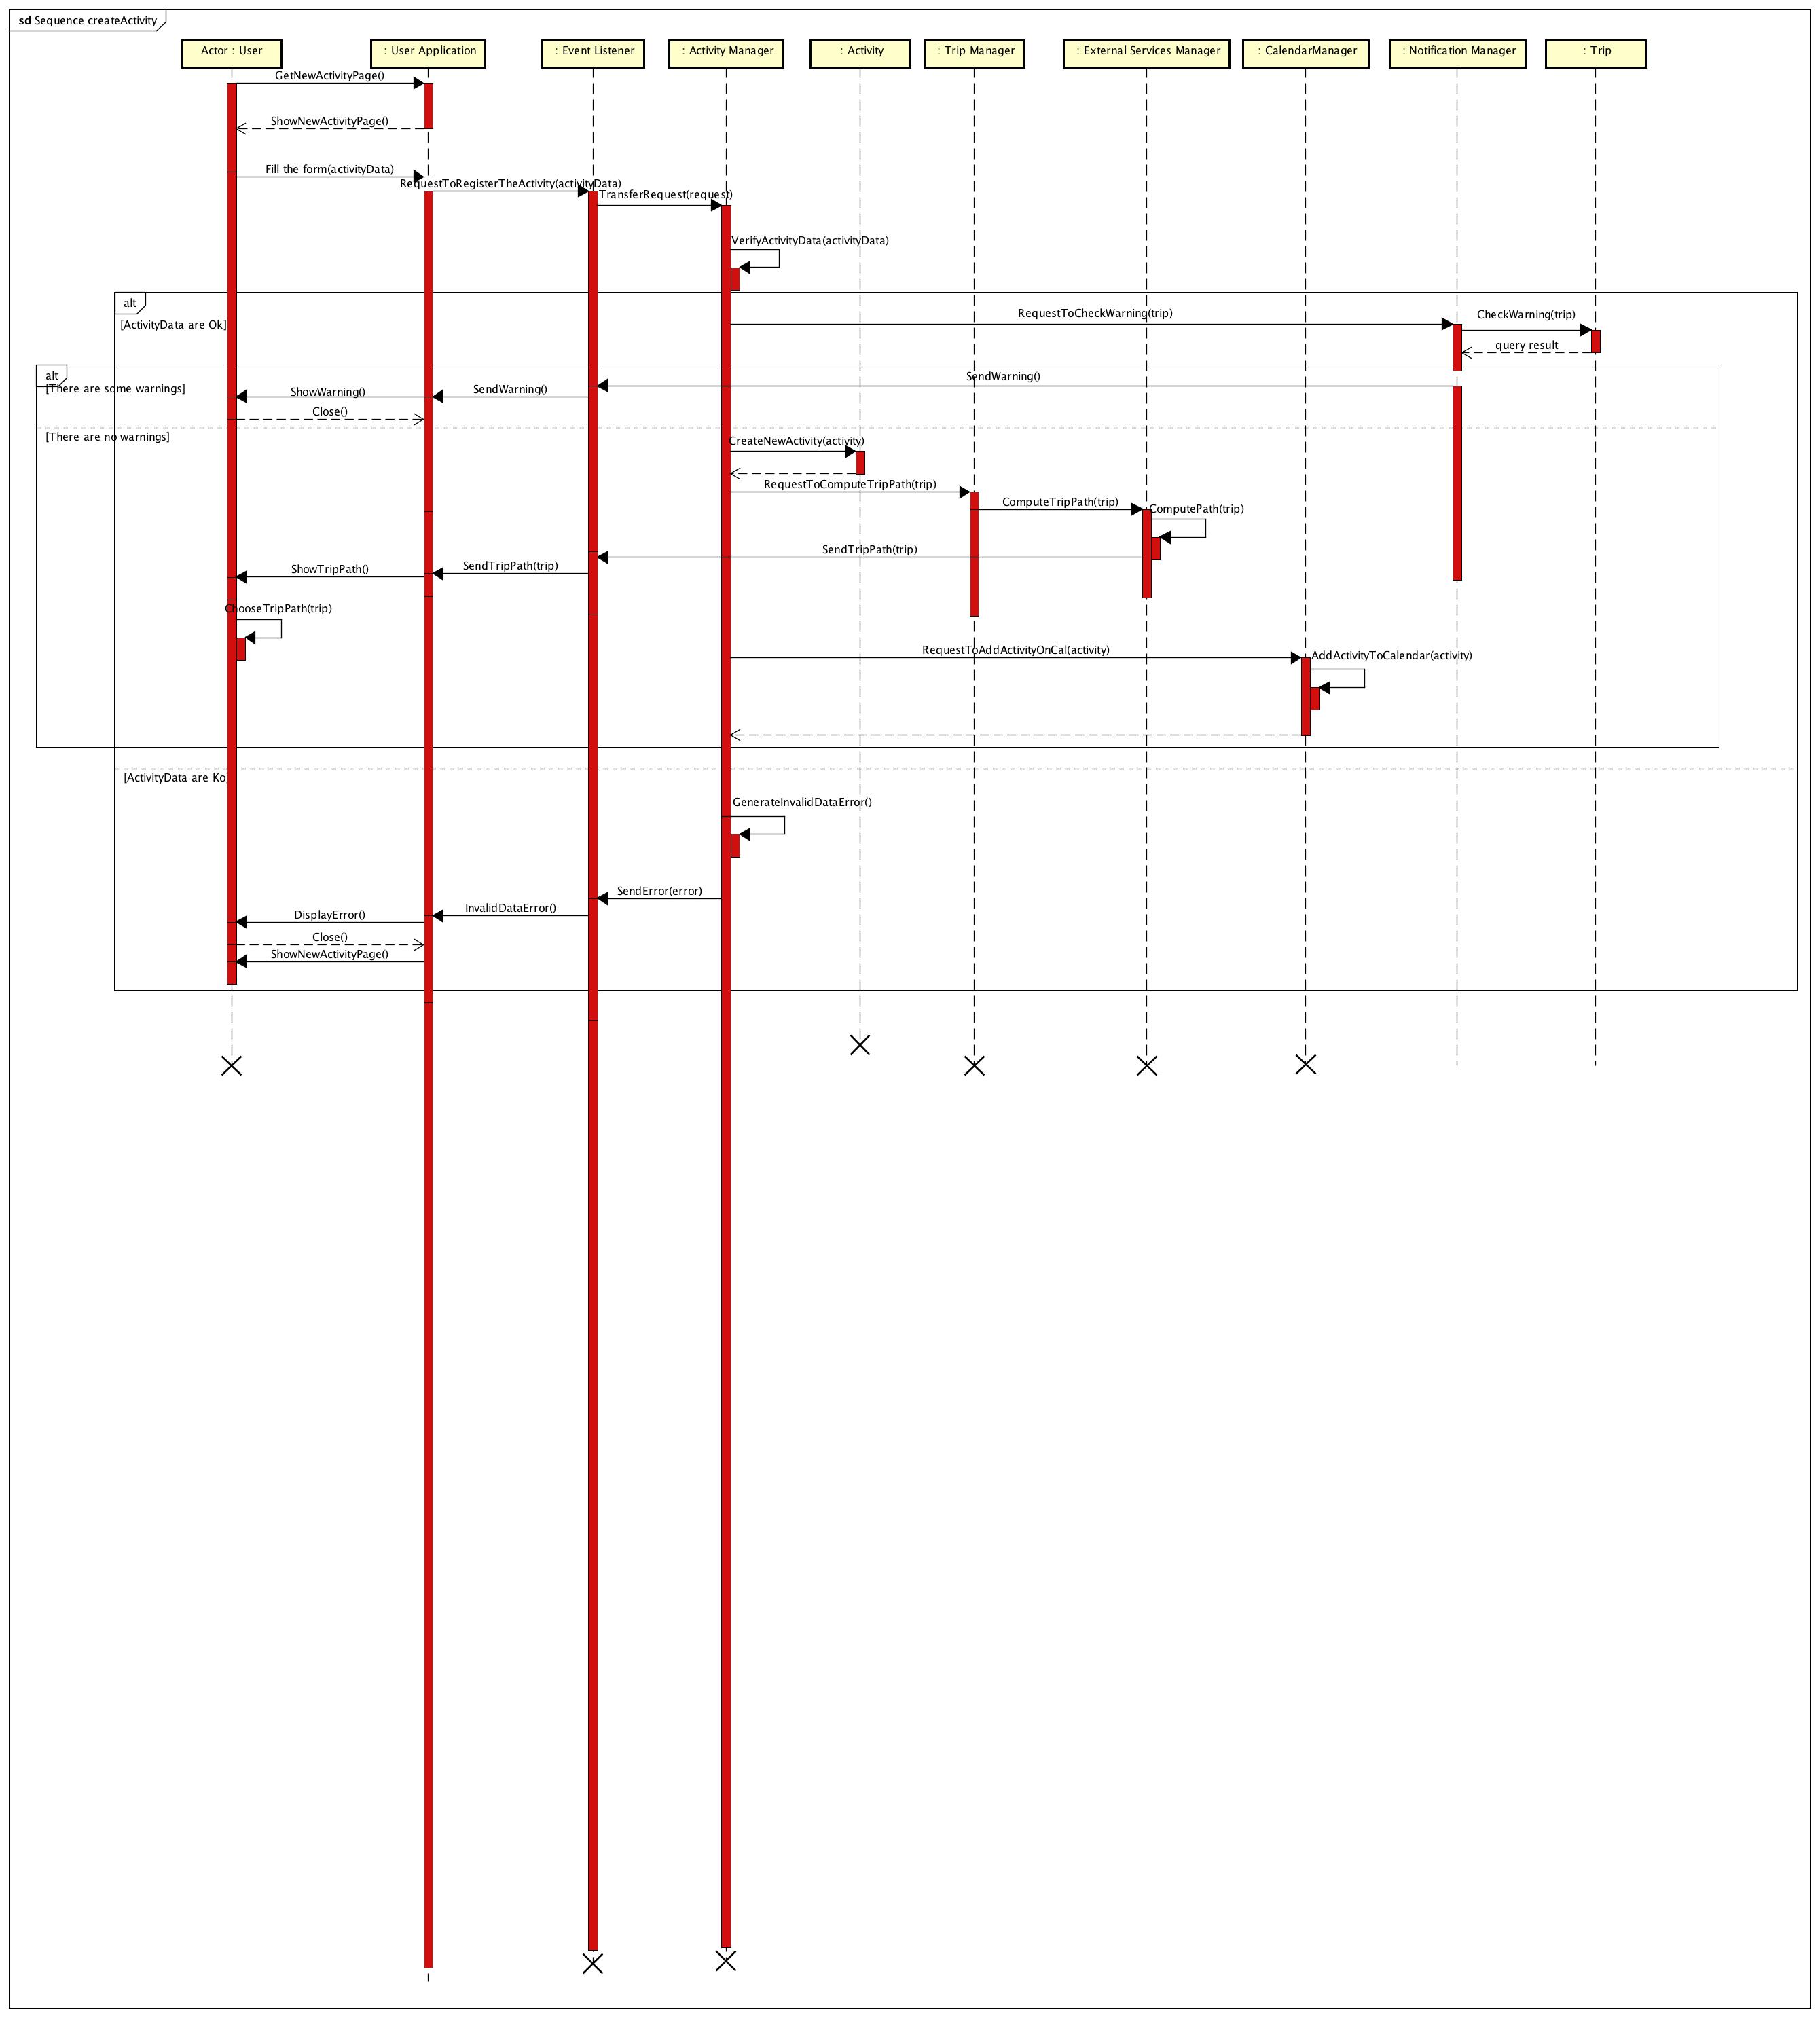 sd Sequence createActivity
Actor : User
: User Application
: Event Listener
: Activity Manager
: Activity
: Trip Manager
: External Services Manager
: CalendarManager
: Notification Manager
: Trip
GetNewActivityPage()
ShowNewActivityPage()
Fill the form(activityData)
RequestToRegisterTheActivity(activityData)
TransferRequest(request)
VerifyActivityData(activityData)
alt
[ActivityData are Ok]
RequestToCheckWarning(trip)
CheckWarning(trip)
query result
alt
[There are some warnings]
SendWarning()
SendWarning()
ShowWarning()
Close()
[There are no warnings]
CreateNewActivity(activity)
RequestToComputeTripPath(trip)
ComputeTripPath(trip)
ComputePath(trip)
SendTripPath(trip)
SendTripPath(trip)
ShowTripPath()
ChooseTripPath(trip)
RequestToAddActivityOnCal(activity)
AddActivityToCalendar(activity)
[ActivityData are Ko]
GenerateInvalidDataError()
SendError(error)
InvalidDataError()
DisplayError()
Close()
ShowNewActivityPage()